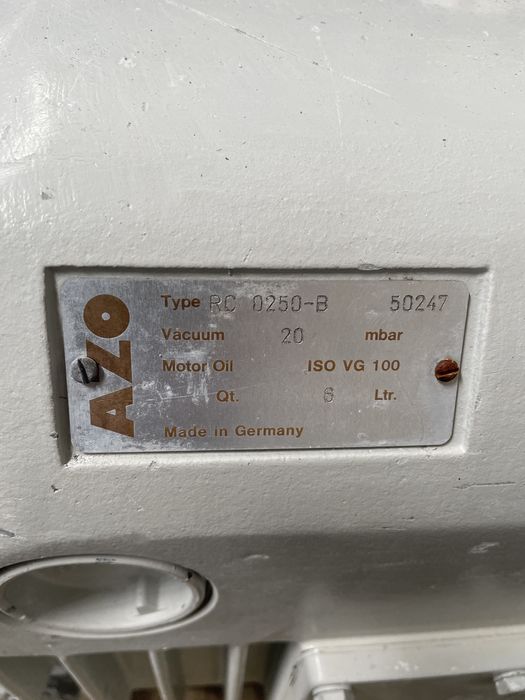 AZO
Type RC 0250-B 50247
Vacuum 20 mbar
Motor Oil ISO VG 100
Qt. 6 Ltr.
Made in Germany